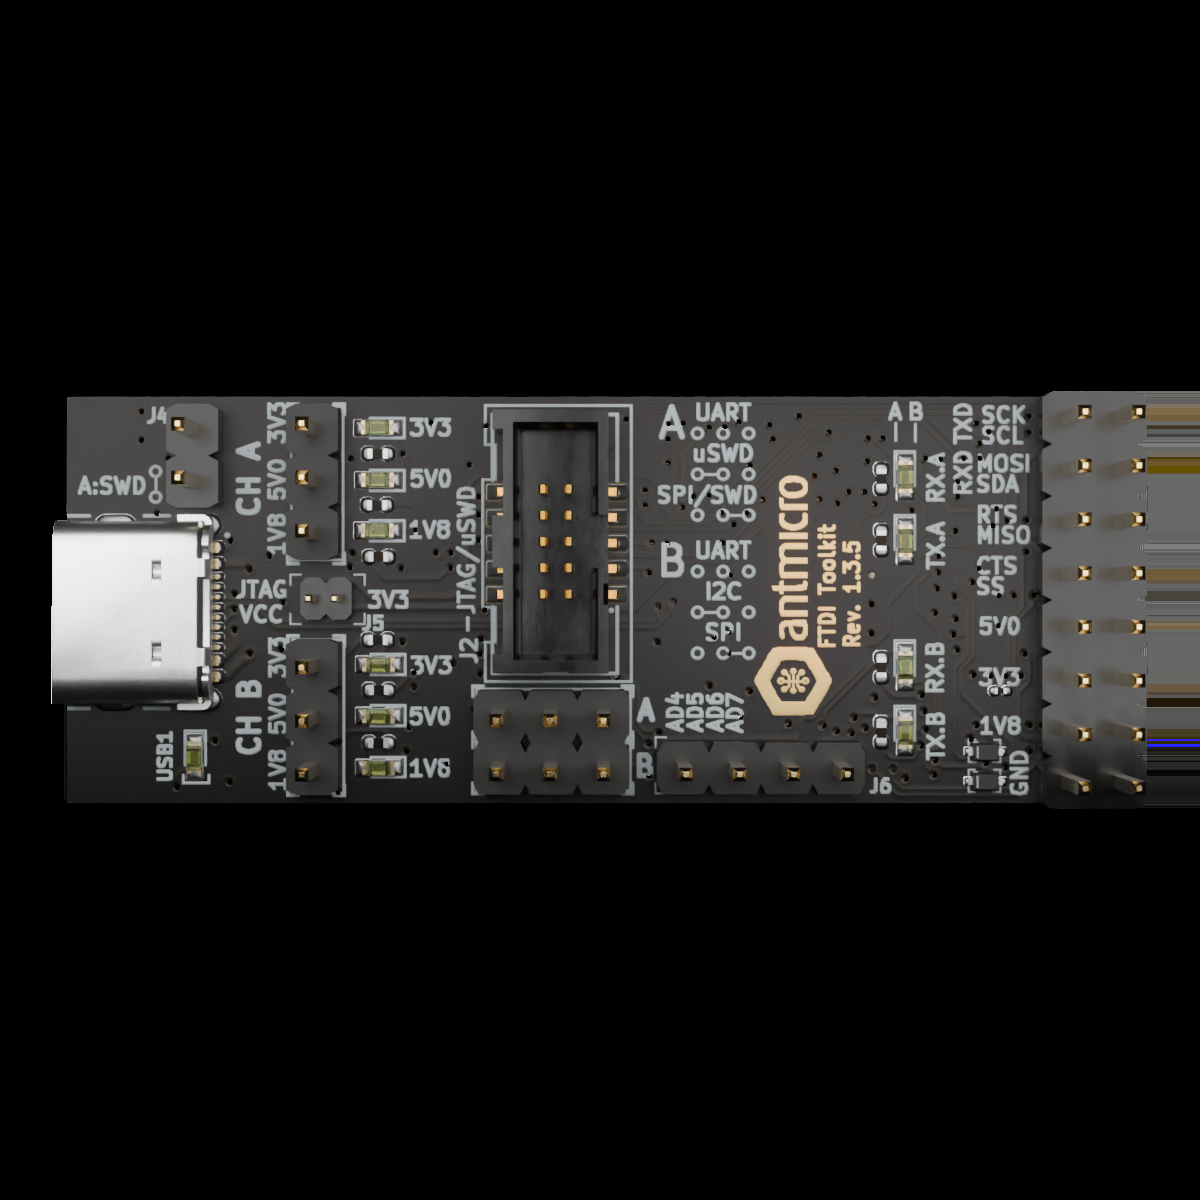 J4
A:SWD
CH A
3V3
5V0
1V8
3V3
5V0
1V8
JTAG
VCC
3V3
J5
CH B
3V3
5V0
1V8
3V3
5V0
1V8
USB1
J2-JTAG/uSWD
A
UART
uSWD
SPI/SWD
B
UART
I2C
SPI
A
B
AD4
AD5
AD6
AD7
J6
antmicro
FTDI Toolkit
Rev. 1.3.5
A B
RX.A
TX.A
RX.B
TX.B
TXD
RXD
SCK
SCL
MOSI
SDA
RTS
MISO
CTS
SS
5V0
3V3
1V8
GND